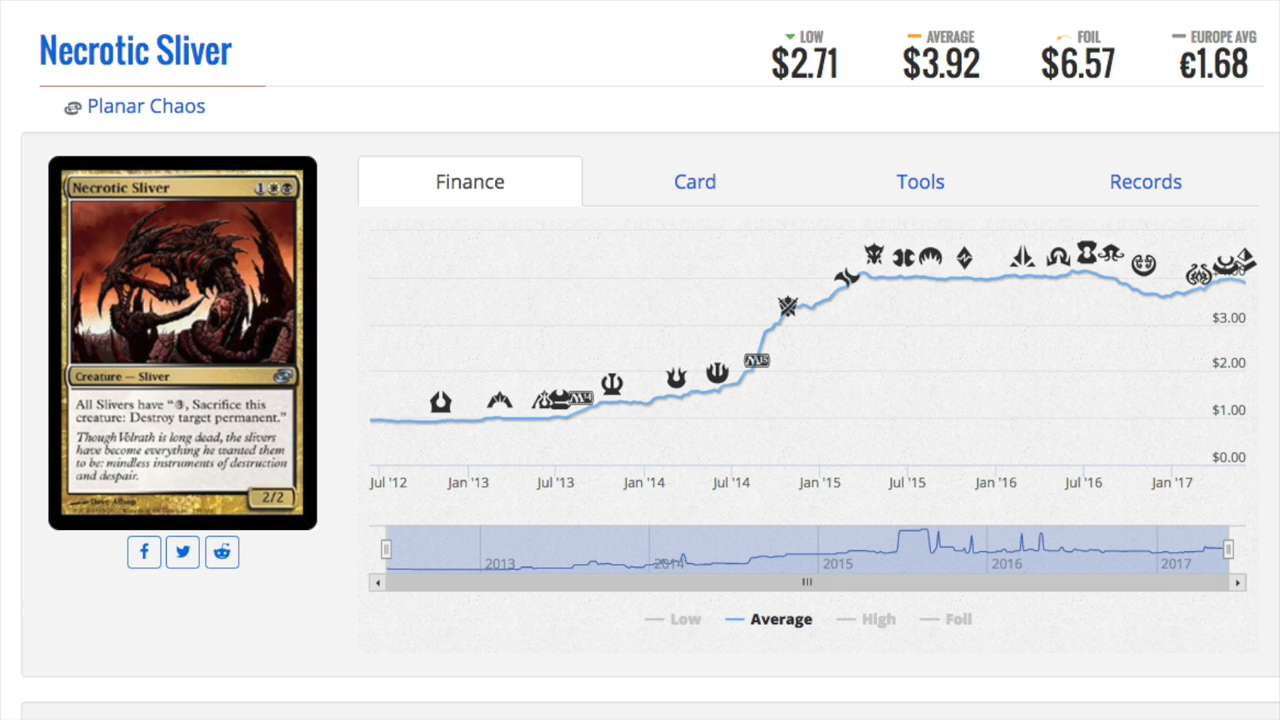 Necrotic Sliver
LOW
$2.71
AVERAGE
$3.92
FOIL
$6.57
EUROPE AVG
€1.68
Planar Chaos
Necrotic Sliver 1
Creature — Sliver
All Slivers have “3, Sacrifice this
creature: Destroy target permanent.”
Though Volrath is long dead, the slivers
have become everything he wanted them
to be: mindless instruments of destruction
and despair.
Dave Allsop
2/2
Finance
Card
Tools
Records
M14
M15
$3.00
$2.00
$1.00
$0.00
Jul '12 Jan '13 Jul '13 Jan '14 Jul '14 Jan '15 Jul '15 Jan '16 Jul '16 Jan '17
2013 2014 2015 2016 2017
Low Average High Foil